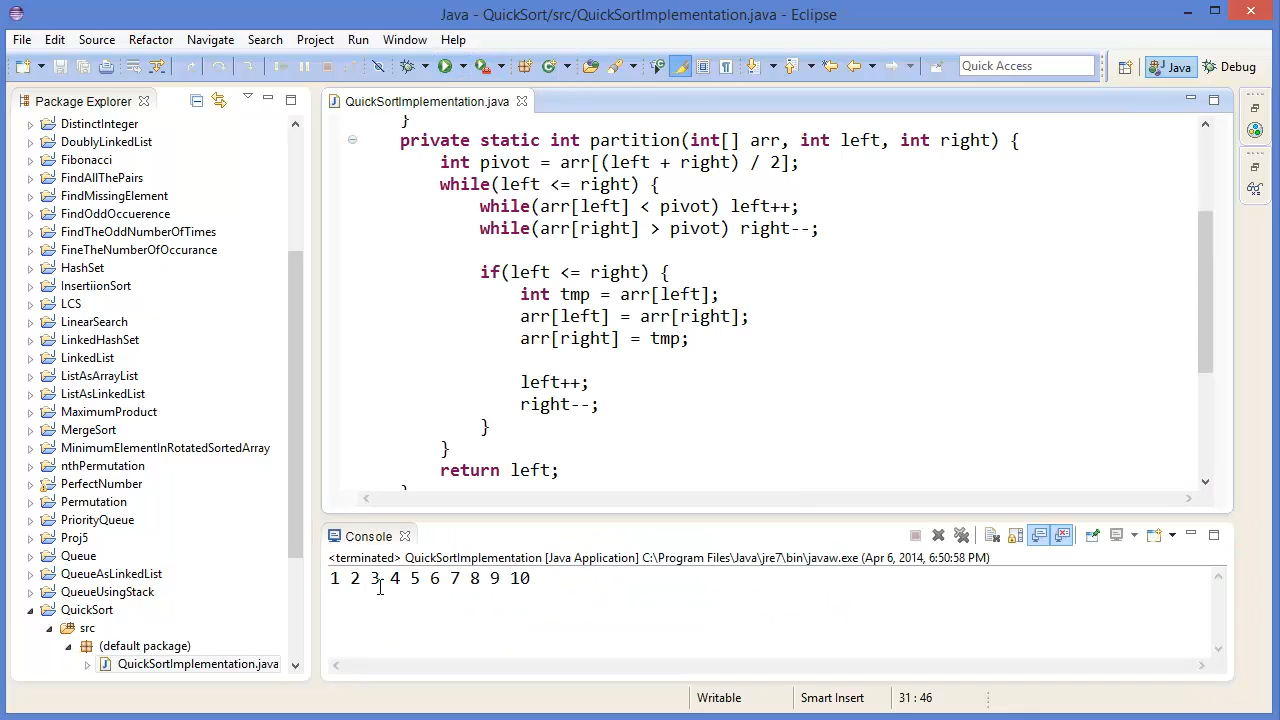 Java - QuickSort/src/QuickSortImplementation.java - Eclipse
File Edit Source Refactor Navigate Search Project Run Window Help
Quick Access
Java
Debug
Package Explorer
DistinctInteger
DoublyLinkedList
Fibonacci
FindAllThePairs
FindMissingElement
FindOddOccuerence
FindTheOddNumberOfTimes
FineTheNumberOfOccurance
HashSet
InsertiionSort
LCS
LinearSearch
LinkedHashSet
LinkedList
ListAsArrayList
ListAsLinkedList
MaximumProduct
MergeSort
MinimumElementInRotatedSortedArray
nthPermutation
PerfectNumber
Permutation
PriorityQueue
Proj5
Queue
QueueAsLinkedList
QueueUsingStack
QuickSort
src
(default package)
QuickSortImplementation.java
QuickSortImplementation.java
}
private static int partition(int[] arr, int left, int right) {
int pivot = arr[(left + right) / 2];
while(left <= right) {
while(arr[left] < pivot) left++;
while(arr[right] > pivot) right--;
if(left <= right) {
int tmp = arr[left];
arr[left] = arr[right];
arr[right] = tmp;
left++;
right--;
}
}
return left;
}
Console
<terminated> QuickSortImplementation [Java Application] C:\Program Files\Java\jre7\bin\javaw.exe (Apr 6, 2014, 6:50:58 PM)
1 2 3 4 5 6 7 8 9 10
Writable
Smart Insert
31 : 46